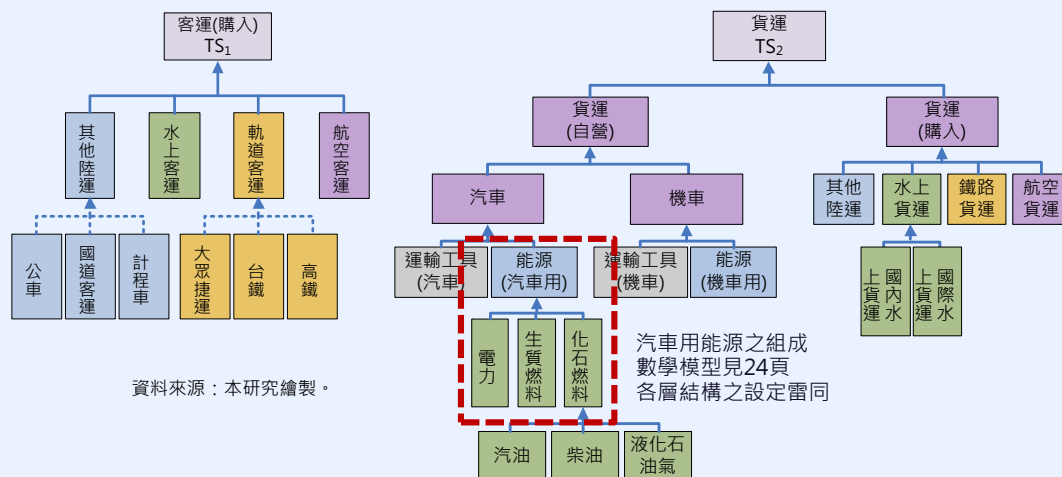 客運(購入)
TS₁
其他陸運
水上客運
軌道客運
航空客運
公車
國道客運
計程車
大眾捷運
台鐵
高鐵
資料來源：本研究繪製。
貨運
TS₂
貨運
(自營)
貨運
(購入)
汽車
機車
其他
陸運
水上
貨運
鐵路
貨運
航空
貨運
運輸工具
(汽車)
能源
(汽車用)
運輸工具
(機車)
能源
(機車用)
國內水
上貨運
國際水
上貨運
電力
生質
燃料
化石
燃料
汽車用能源之組成
數學模型見24頁
各層結構之設定雷同
汽油
柴油
液化石
油氣